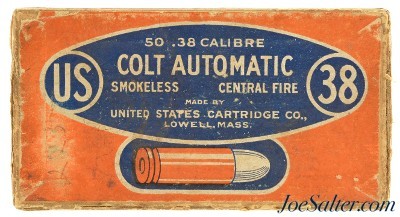 50 .38 CALIBRE
US COLT AUTOMATIC 38
SMOKELESS CENTRAL FIRE
MADE BY
UNITED STATES CARTRIDGE CO.,
LOWELL, MASS.
JoeSalter.com